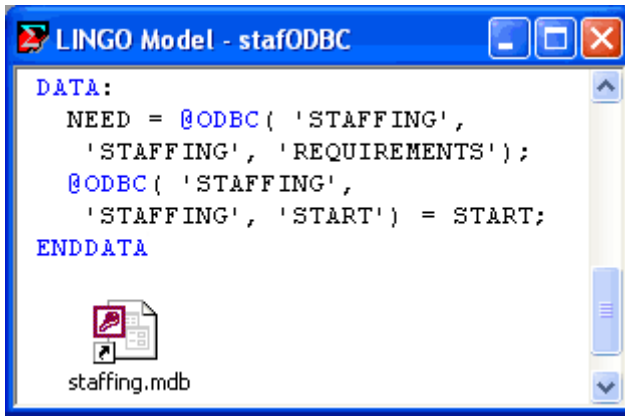 LINGO Model - stafODBC
DATA:
NEED = @ODBC( 'STAFFING',
'STAFFING', 'REQUIREMENTS');
@ODBC( 'STAFFING',
'STAFFING', 'START') = START;
ENDDATA
staffing.mdb